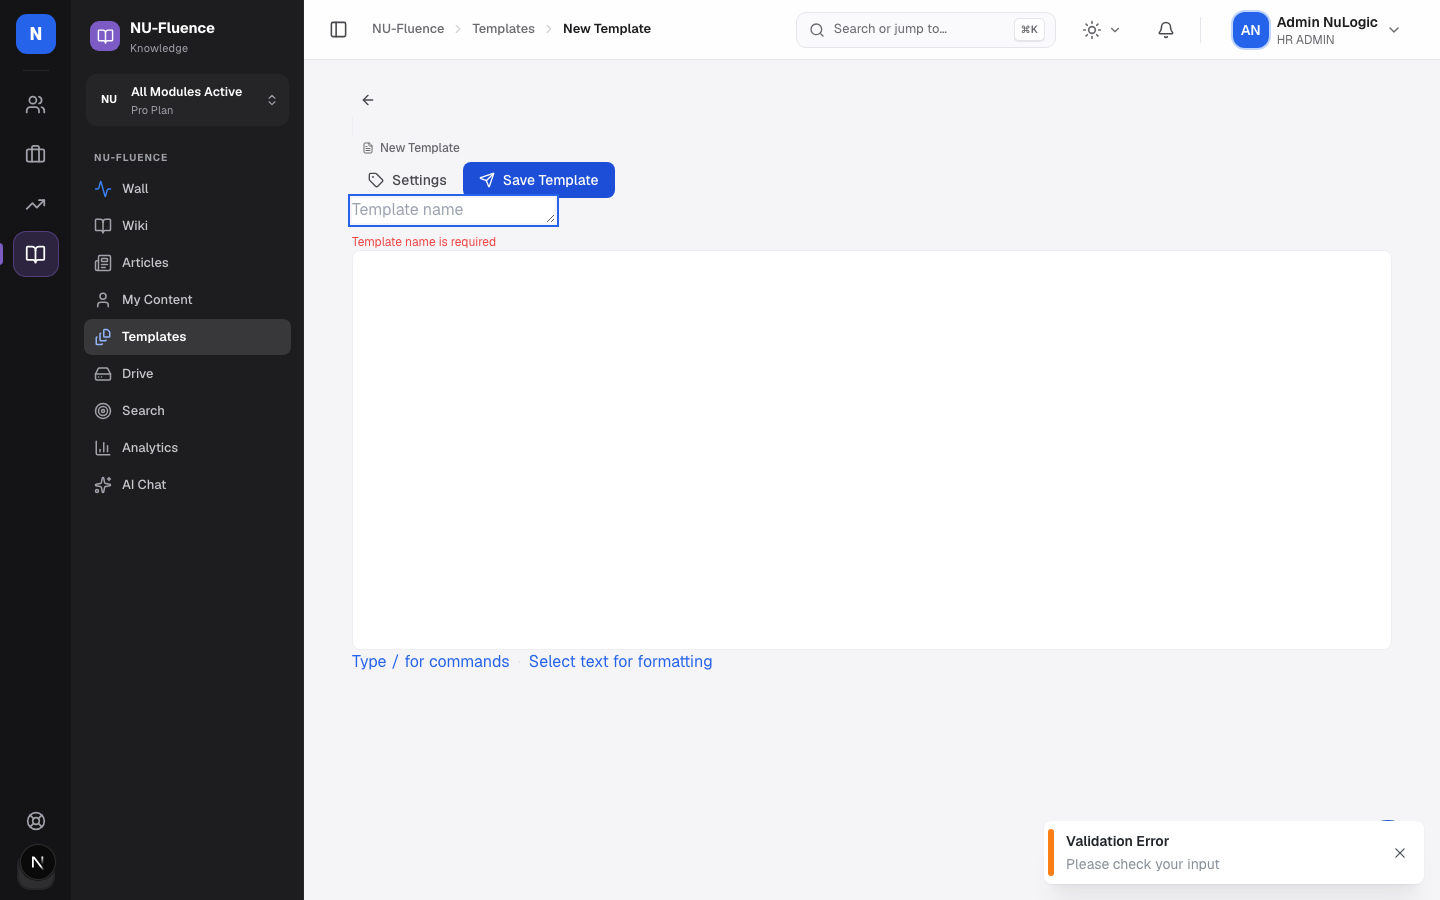 N
NU-Fluence
Knowledge
NU
All Modules Active
Pro Plan
NU-FLUENCE
Wall
Wiki
Articles
My Content
Templates
Drive
Search
Analytics
AI Chat
N
NU-Fluence
Templates
New Template
Search or jump to...
⌘K
AN
Admin NuLogic
HR ADMIN
New Template
Settings
Save Template
Template name
Template name is required
Type / for commands · Select text for formatting
Validation Error
Please check your input